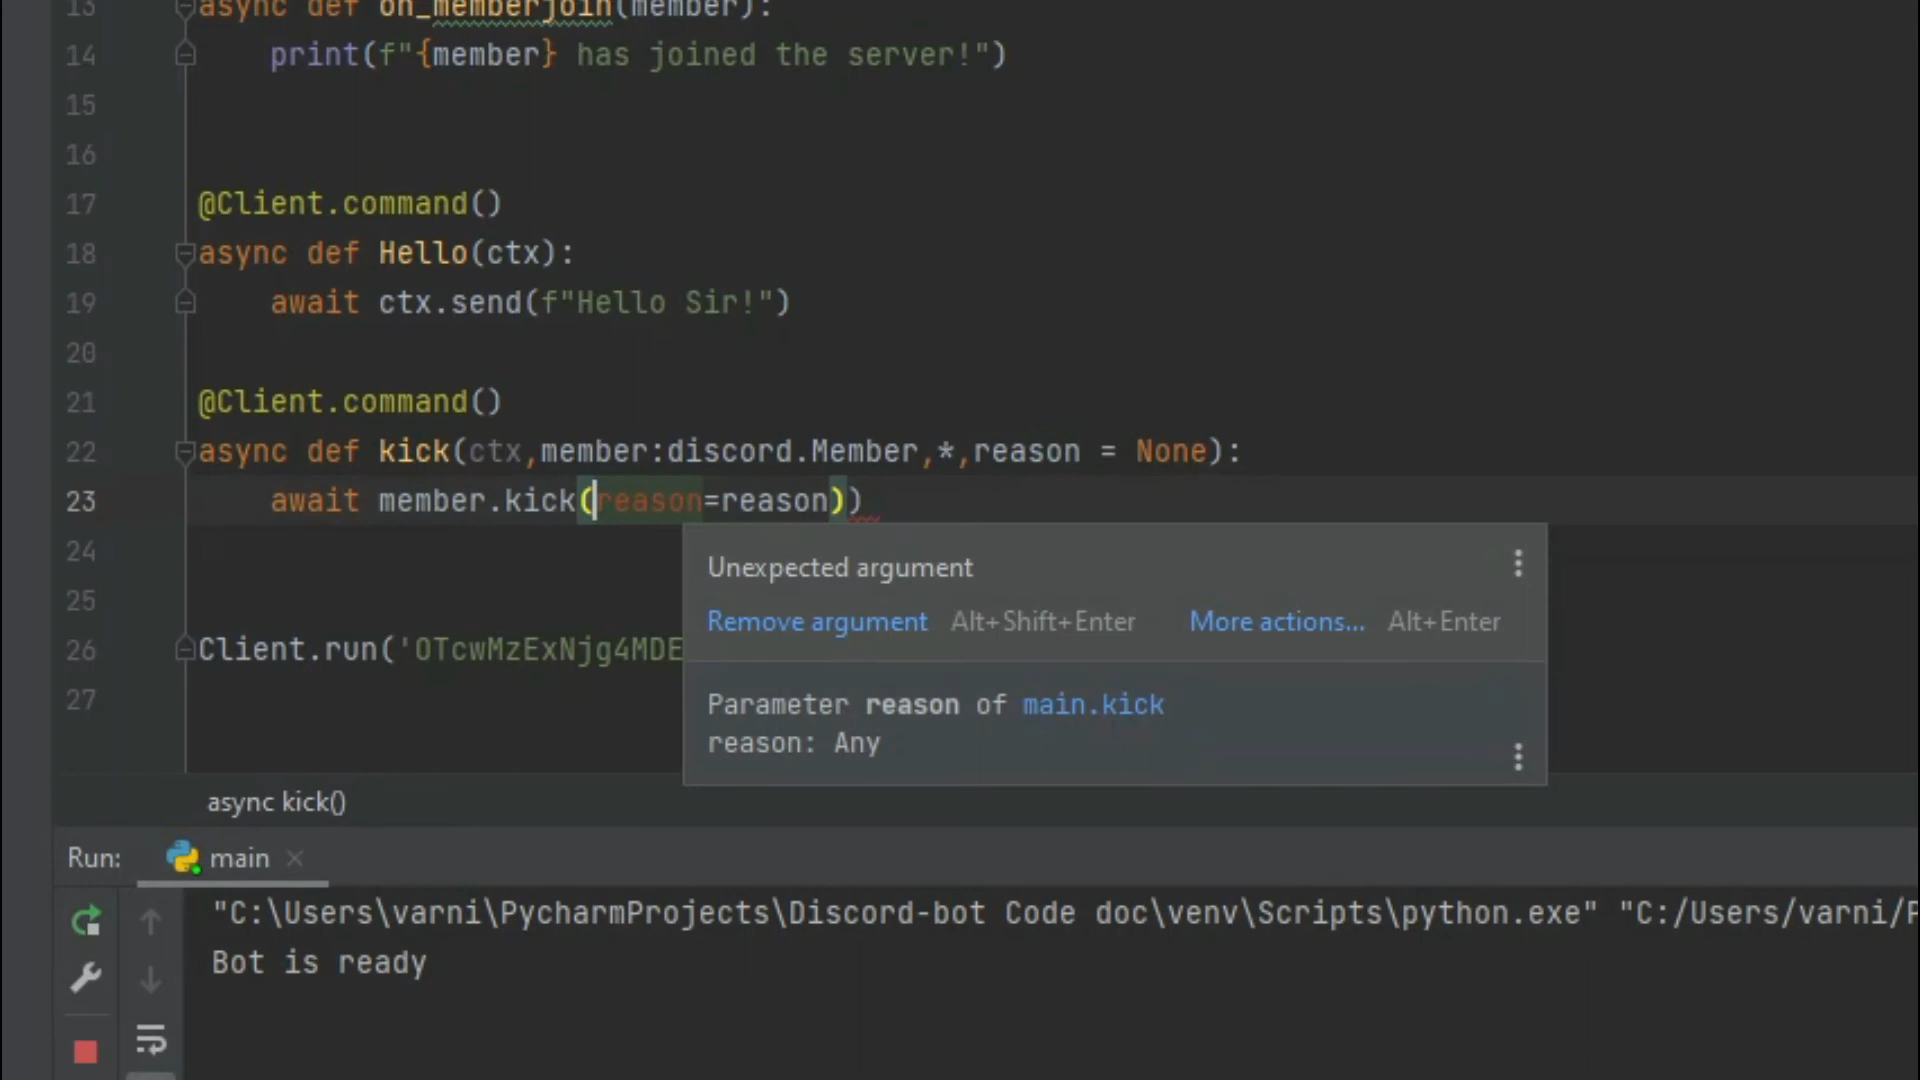 13 async def on_memberjoin(member):
14 print(f"{member} has joined the server!")
15
16
17 @Client.command()
18 async def Hello(ctx):
19 await ctx.send(f"Hello Sir!")
20
21 @Client.command()
22 async def kick(ctx,member:discord.Member,*,reason = None):
23 await member.kick(reason=reason))
24
25
26 Client.run('OTcwMzExNjg4MDE
27
Unexpected argument
Remove argument Alt+Shift+Enter More actions... Alt+Enter
Parameter reason of main.kick
reason: Any
async kick()
Run: main
"C:\Users\varni\PycharmProjects\Discord-bot Code doc\venv\Scripts\python.exe" "C:/Users/varni/P
Bot is ready